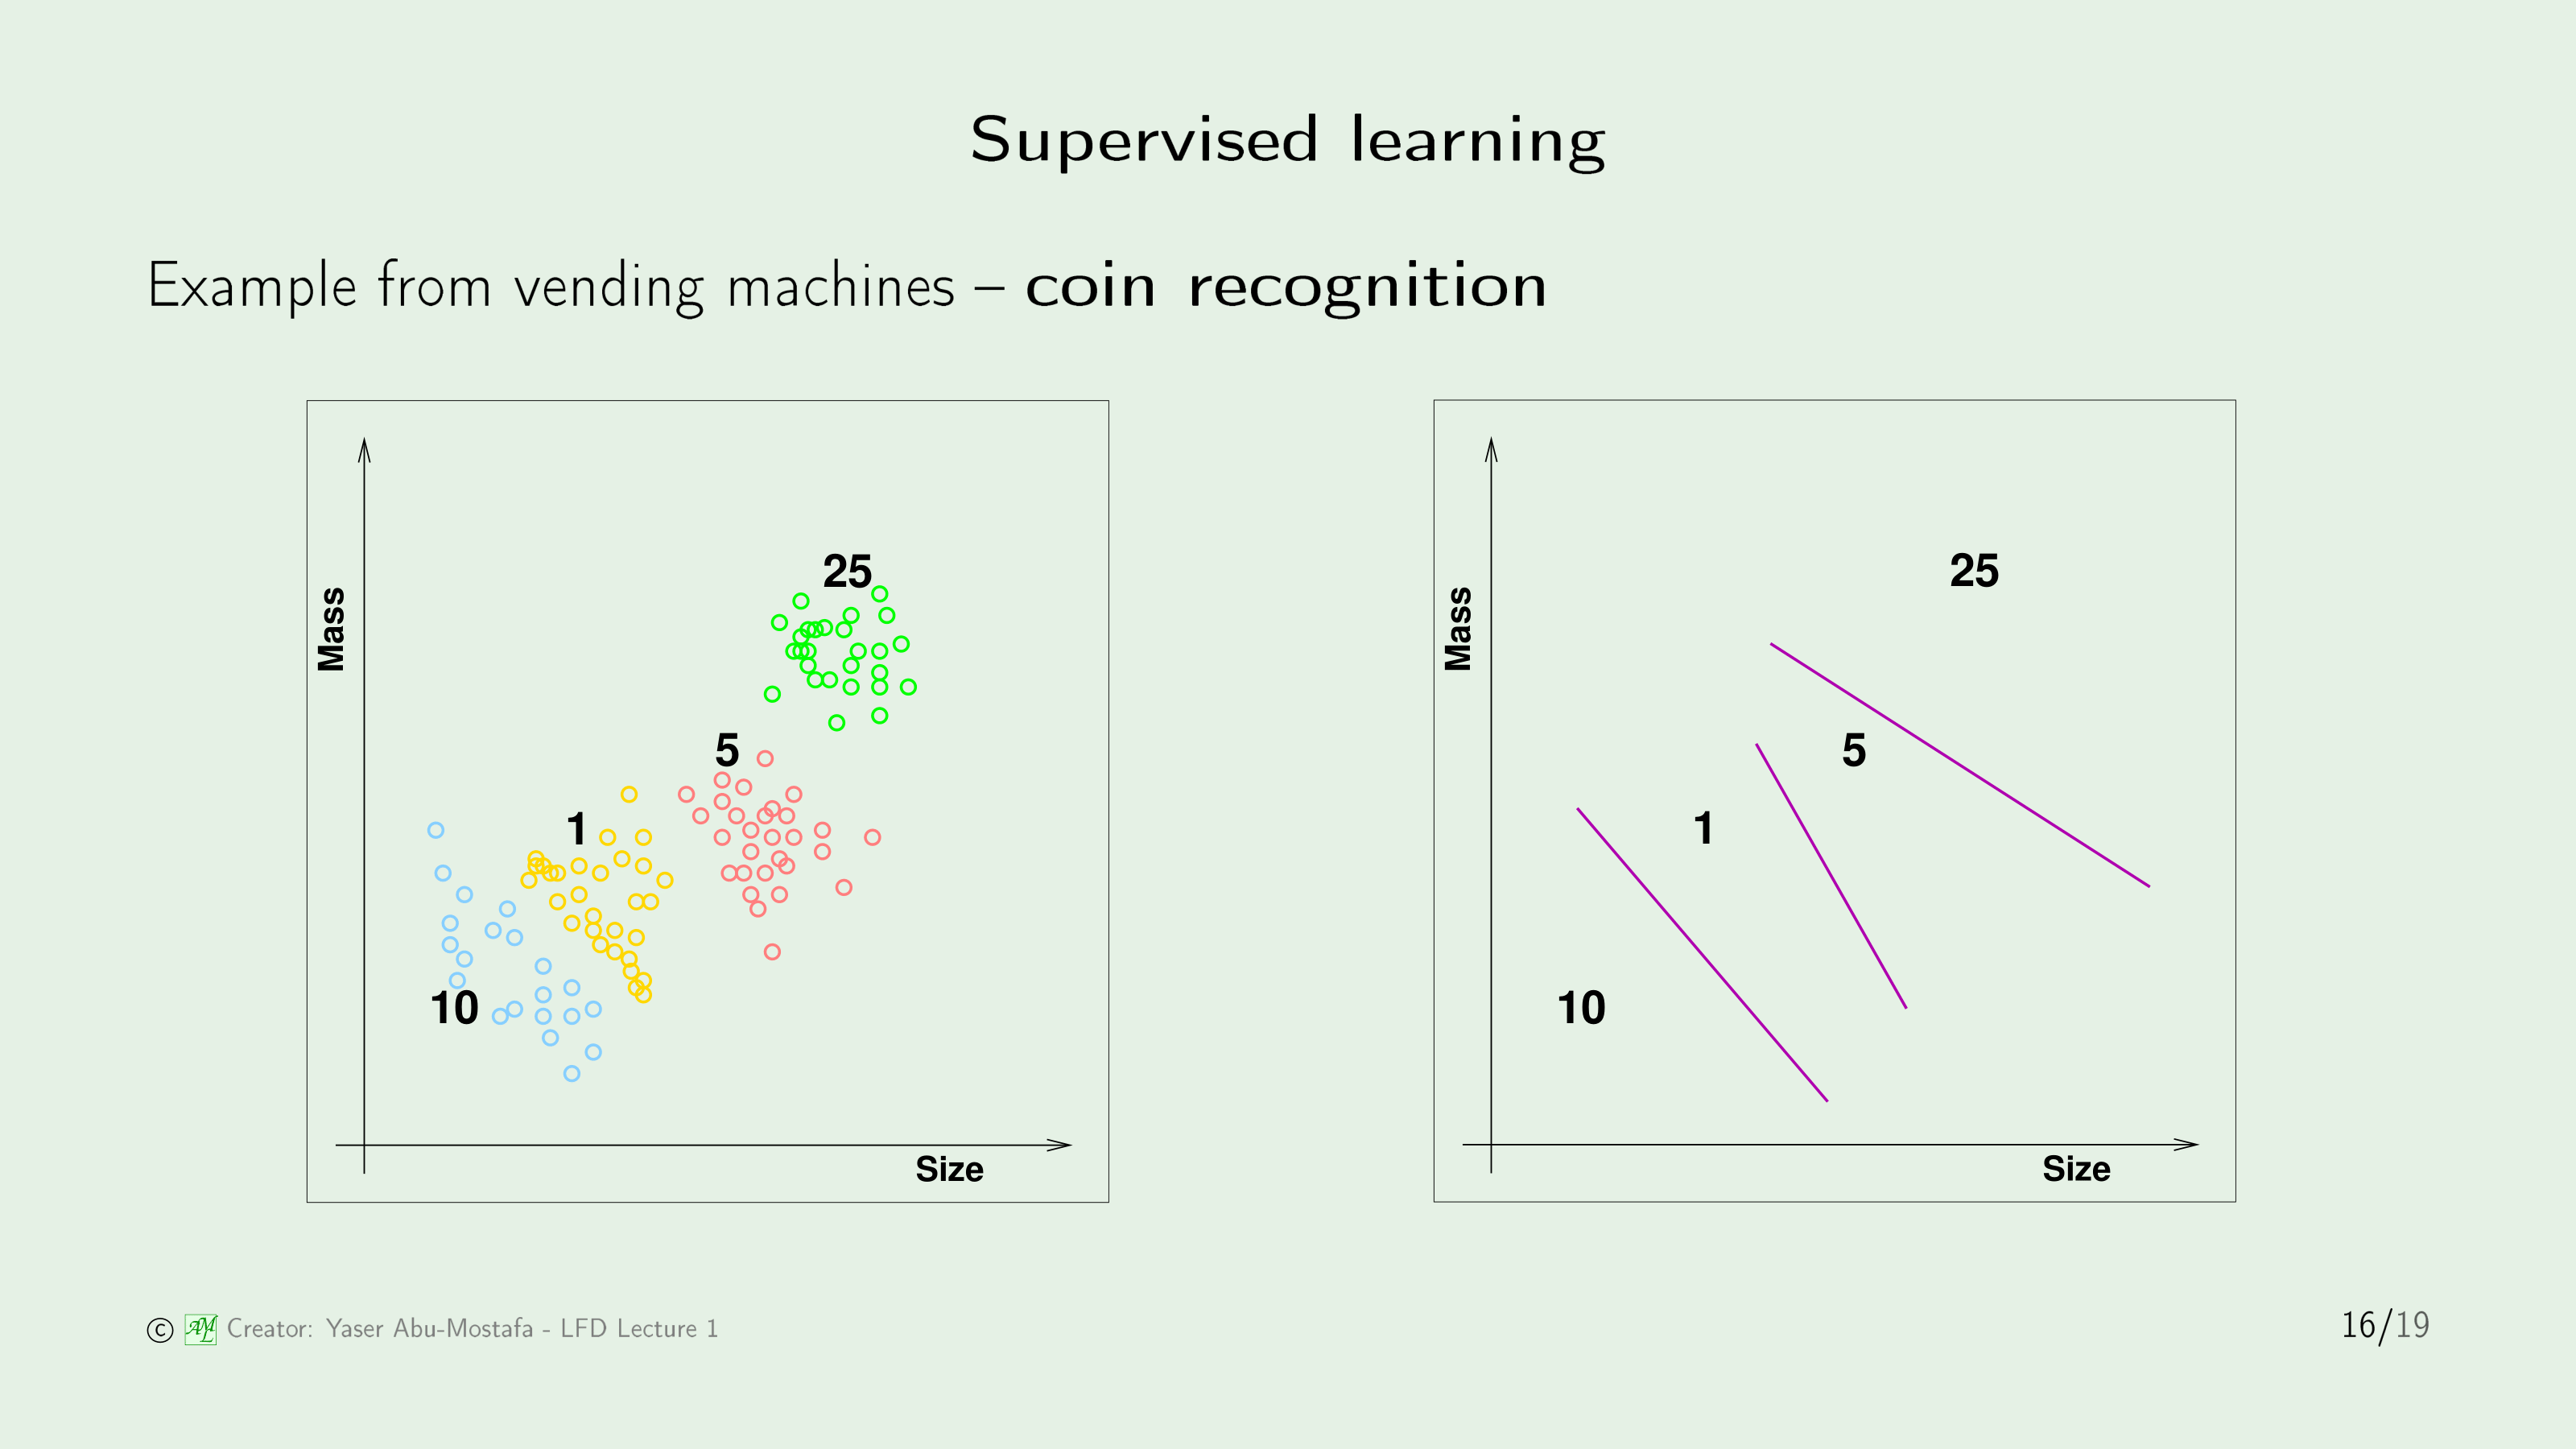 Supervised learning
Example from vending machines – coin recognition
Mass
25
5
1
10
Size
Mass
25
5
1
10
Size
© AML Creator: Yaser Abu-Mostafa - LFD Lecture 1
16/19